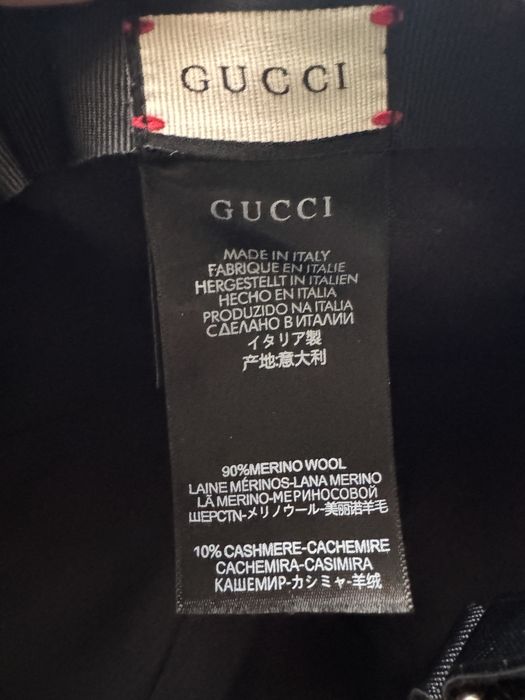 GUCCI
GUCCI
MADE IN ITALY
FABRIQUE EN ITALIE
HERGESTELLT IN ITALIEN
HECHO EN ITALIA
PRODUZIDO NA ITALIA
СДЕЛАНО В ИТАЛИИ
イタリア製
产地:意大利
90%MERINO WOOL
LAINE MÉRINOS-LANA MERINO
LÃ MERINO-МЕРИНОСОВОЙ
ШЕРСTN-メリノウール-美丽诺羊毛
10% CASHMERE-CACHEMIRE
CACHEMIRA-CASIMIRA
КАШЕМИР-カシミャ-羊绒